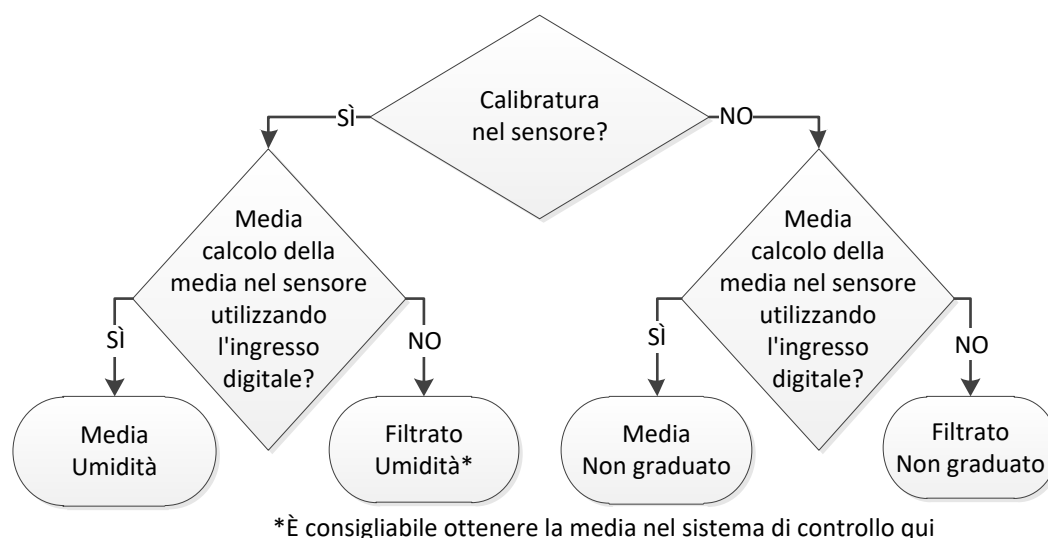 Calibratura
nel sensore?
SÌ
NO
Media
calcolo della
media nel sensore
utilizzando
l'ingresso
digitale?
Media
calcolo della
media nel sensore
utilizzando
l'ingresso
digitale?
SÌ
NO
SÌ
NO
Media
Umidità
Filtrato
Umidità*
Media
Non graduato
Filtrato
Non graduato
*È consigliabile ottenere la media nel sistema di controllo qui